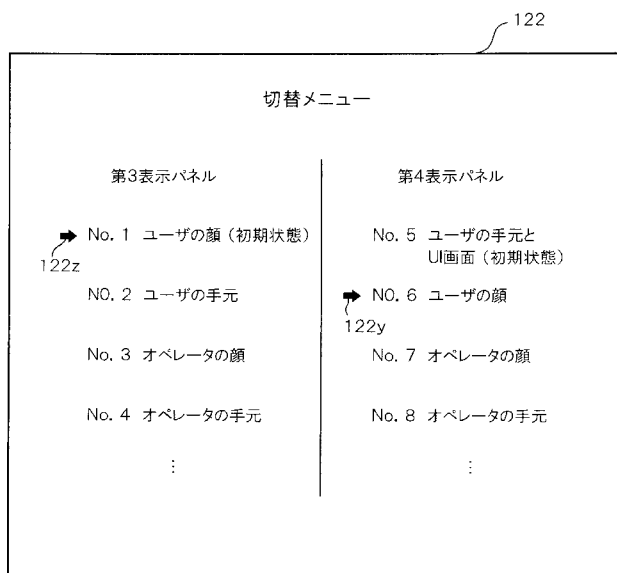 122
切替メニュー
第3表示パネル
No. 1 ユーザの顔（初期状態）
122z
NO. 2 ユーザの手元
No. 3 オペレータの顔
No. 4 オペレータの手元
⋮
第4表示パネル
No. 5 ユーザの手元と
UI画面（初期状態）
NO. 6 ユーザの顔
122y
No. 7 オペレータの顔
No. 8 オペレータの手元
⋮